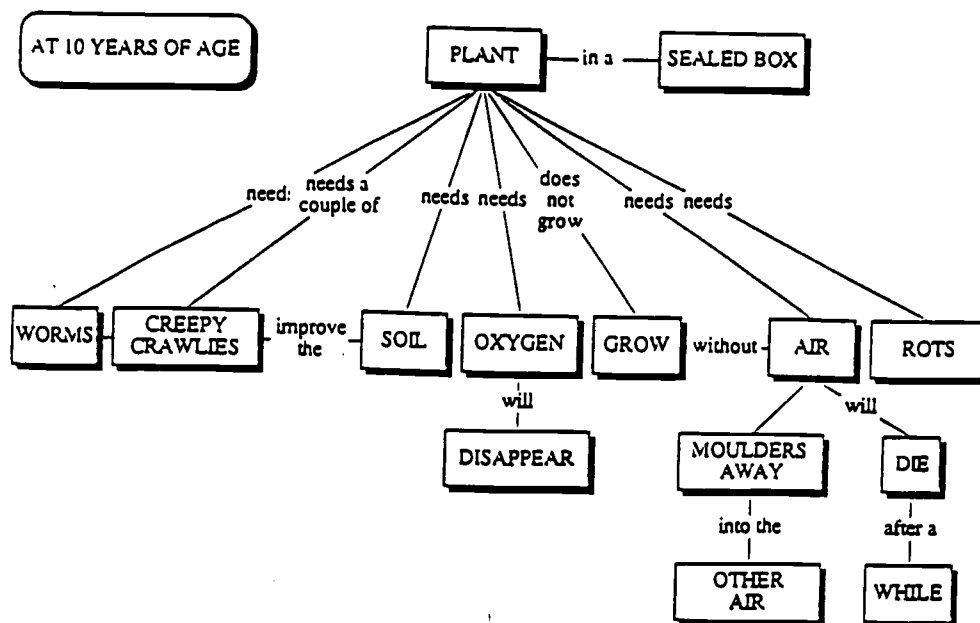 AT 10 YEARS OF AGE
PLANT
in a
SEALED BOX
need:
needs a
couple of
needs
needs
does
not
grow
needs
needs
WORMS
CREEPY
CRAWLIES
improve
the
SOIL
OXYGEN
GROW
without
AIR
ROTS
will
DISAPPEAR
will
MOULDERS
AWAY
DIE
into the
after a
OTHER
AIR
WHILE